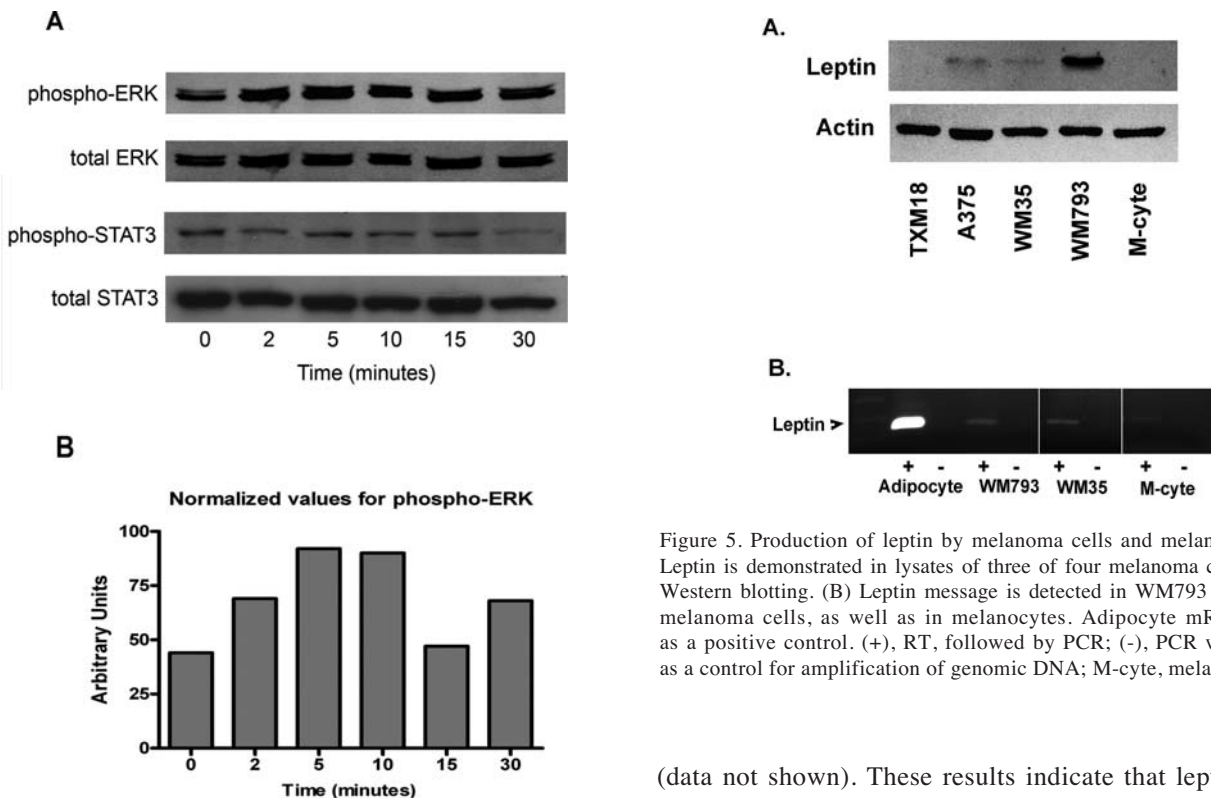 A
phospho-ERK
total ERK
phospho-STAT3
total STAT3
0 2 5 10 15 30
Time (minutes)
B
Normalized values for phospho-ERK
Arbitrary Units
100
75
50
25
0
0 2 5 10 15 30
Time (minutes)
A.
Leptin
Actin
TXM18 A375 WM35 WM793 M-cyte
B.
Leptin >
+ - + - + - + -
Adipocyte WM793 WM35 M-cyte
Figure 5. Production of leptin by melanoma cells and melan
Leptin is demonstrated in lysates of three of four melanoma c
Western blotting. (B) Leptin message is detected in WM793
melanoma cells, as well as in melanocytes. Adipocyte mR
as a positive control. (+), RT, followed by PCR; (-), PCR v
as a control for amplification of genomic DNA; M-cyte, mela
(data not shown). These results indicate that lept